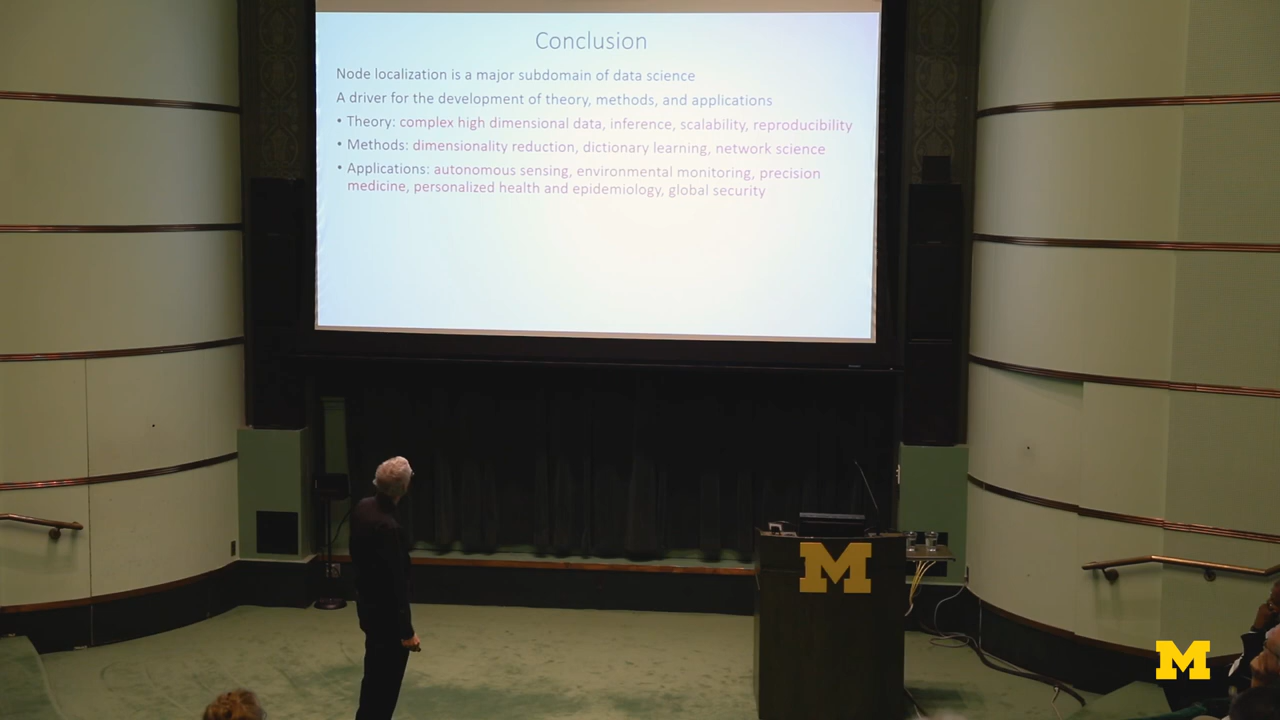 Conclusion
Node localization is a major subdomain of data science
A driver for the development of theory, methods, and applications
• Theory: complex high dimensional data, inference, scalability, reproducibility
• Methods: dimensionality reduction, dictionary learning, network science
• Applications: autonomous sensing, environmental monitoring, precision
medicine, personalized health and epidemiology, global security
M
M